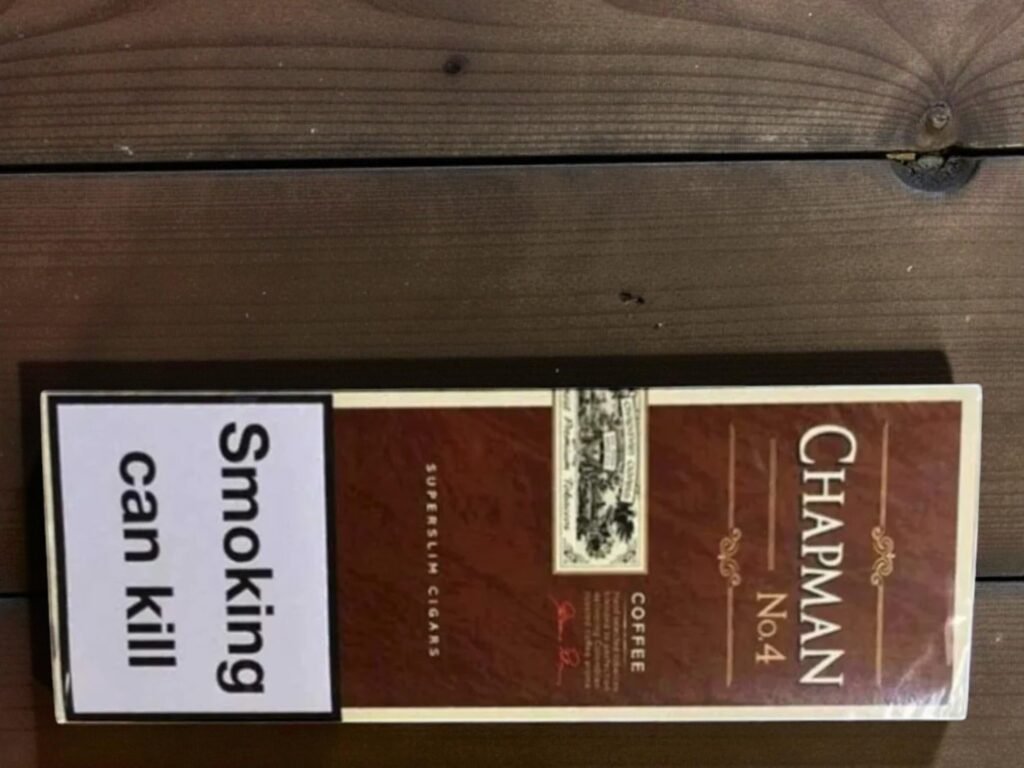 CHAPMAN
No.4
COFFEE
SUPERSLIM CIGARS
Smoking
can kill